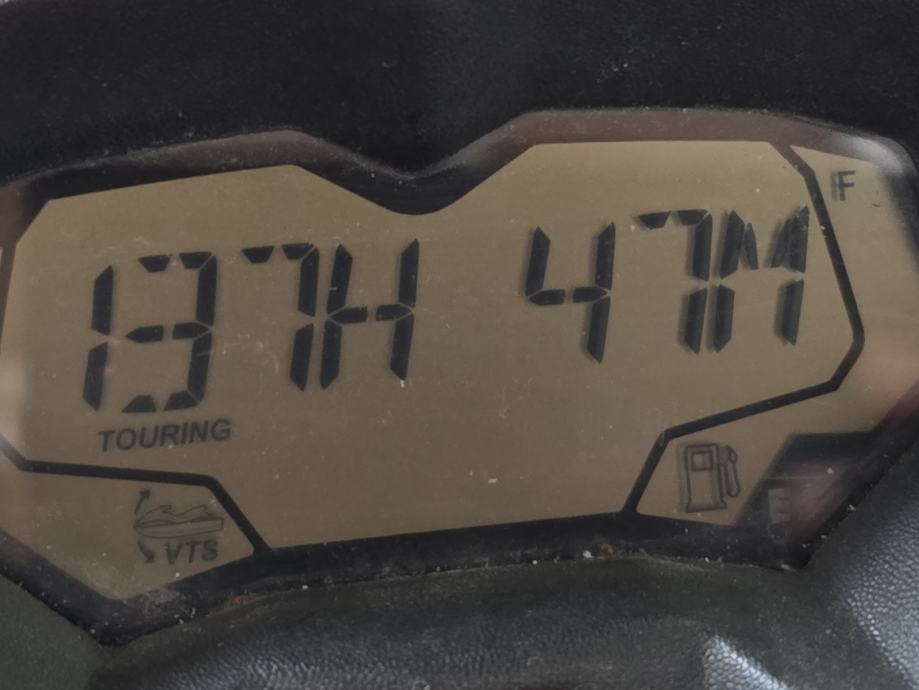 137H 47M
F
TOURING
VTS
E